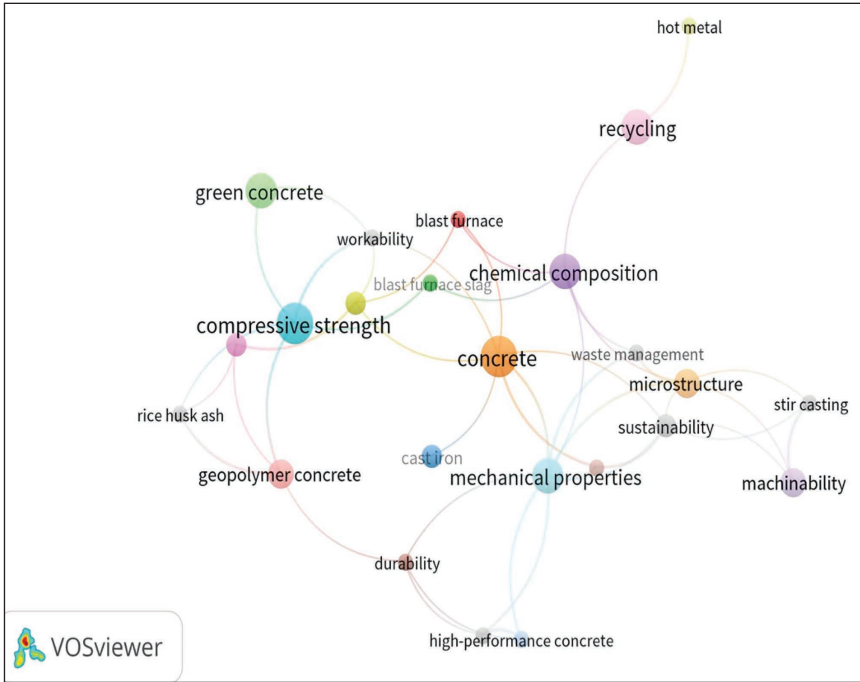 hot metal
recycling
green concrete
blast furnace
workability
chemical composition
blast furnace slag
compressive strength
concrete
waste management
microstructure
stir casting
rice husk ash
sustainability
cast iron
geopolymer concrete
mechanical properties
machinability
durability
high-performance concrete
VOSviewer